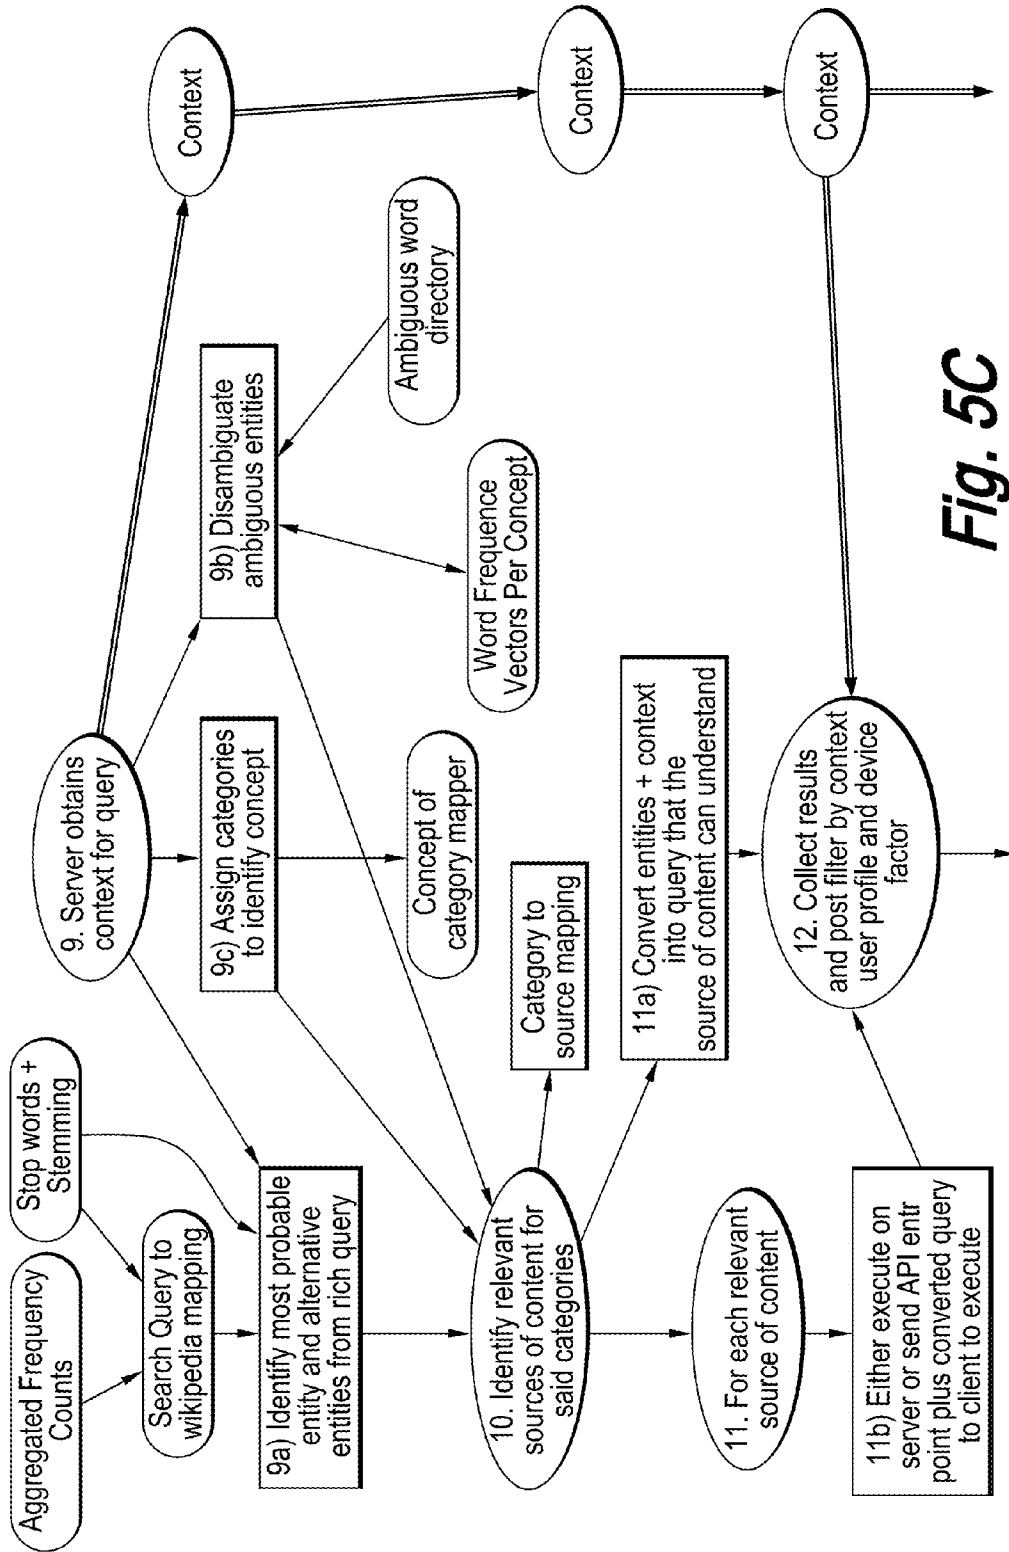 Aggregated Frequency
Counts
Stop words +
Stemming
Search Query to
wikipedia mapping
9. Server obtains
context for query
Context
9a) Identify most probable
entity and alternative
entities from rich query
9c) Assign categories
to identify concept
9b) Disambiguate
ambiguous entities
Concept of
category mapper
Word Frequence
Vectors Per Concept
Ambiguous word
directory
10. Identify relevant
sources of content for
said categories
Category to
source mapping
Context
11. For each relevant
source of content
11a) Convert entities + context
into query that the
source of content can understand
11b) Either execute on
server or send API entr
point plus converted query
to client to execute
12. Collect results
and post filter by context
user profile and device
factor
Context
Fig. 5C